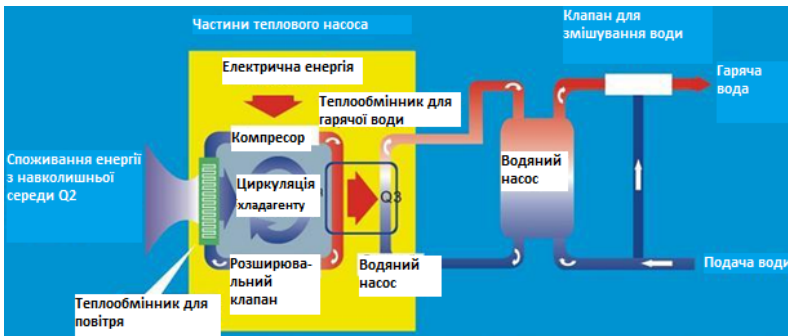 Частини теплового насоса
Клапан для
змішування води
Електрична енергія
Гаряча
вода
Теплообмінник для
гарячої води
Компресор
Споживання енергії
з навколишньої
середи Q2
Водяний
насос
Циркуляція
хладагенту
Q3
Розширюва-
льний
клапан
Водяний
насос
Подача води
Теплообмінник для
повітря